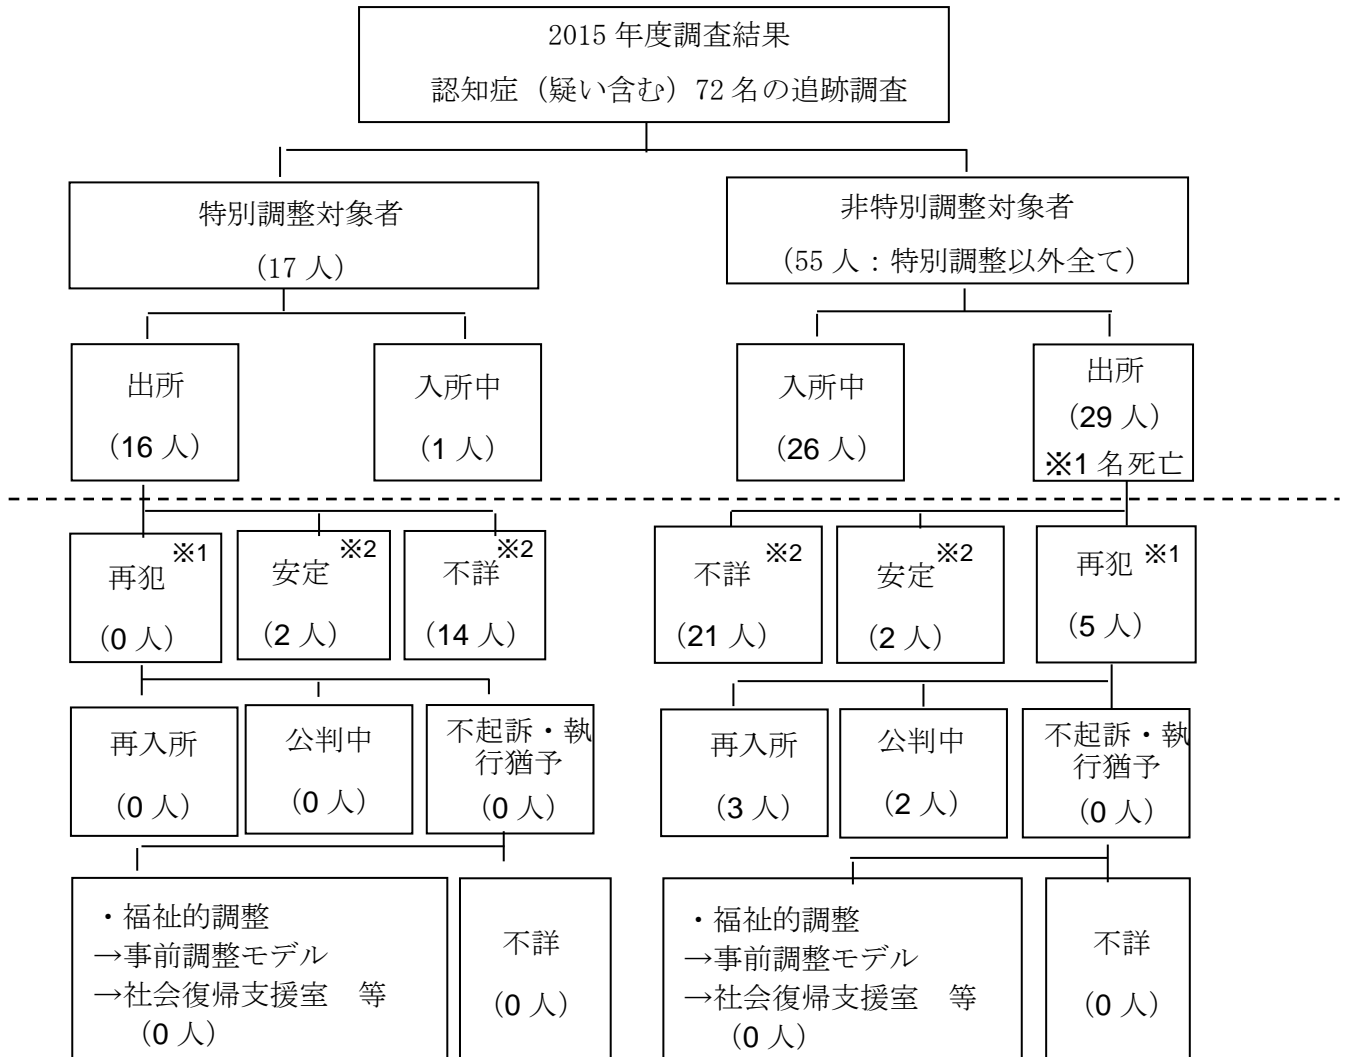 2015 年度調査結果
認知症（疑い含む）72 名の追跡調査
特別調整対象者
（17 人）
非特別調整対象者
（55 人：特別調整以外全て）
出所
（16 人）
入所中
（1 人）
入所中
（26 人）
出所
（29 人）
※1 名死亡
再犯 ※1
（0 人）
安定 ※2
（2 人）
不詳 ※2
（14 人）
不詳 ※2
（21 人）
安定 ※2
（2 人）
再犯 ※1
（5 人）
再入所
（0 人）
公判中
（0 人）
不起訴・執
行猶予
（0 人）
再入所
（3 人）
公判中
（2 人）
不起訴・執
行猶予
（0 人）
・福祉的調整
→事前調整モデル
→社会復帰支援室　等
（0 人）
不詳
（0 人）
・福祉的調整
→事前調整モデル
→社会復帰支援室　等
（0 人）
不詳
（0 人）